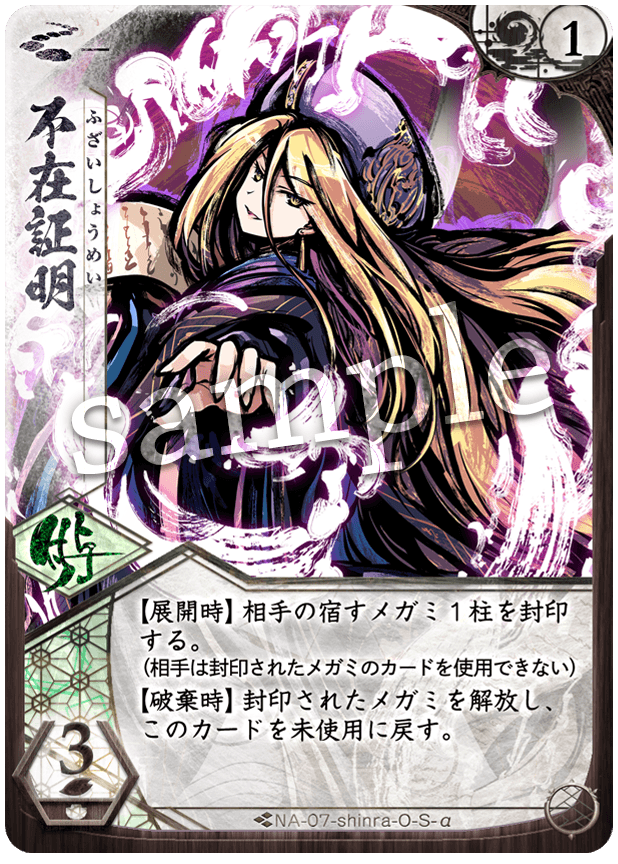 1
不在証明
ふざいしょうめい
sample
【展開時】相手の宿すメガミ1柱を封印
する。
(相手は封印されたメガミのカードを使用できない)
【破棄時】封印されたメガミを解放し、
このカードを未使用に戻す。
3
NA-07-shinra-O-S-α